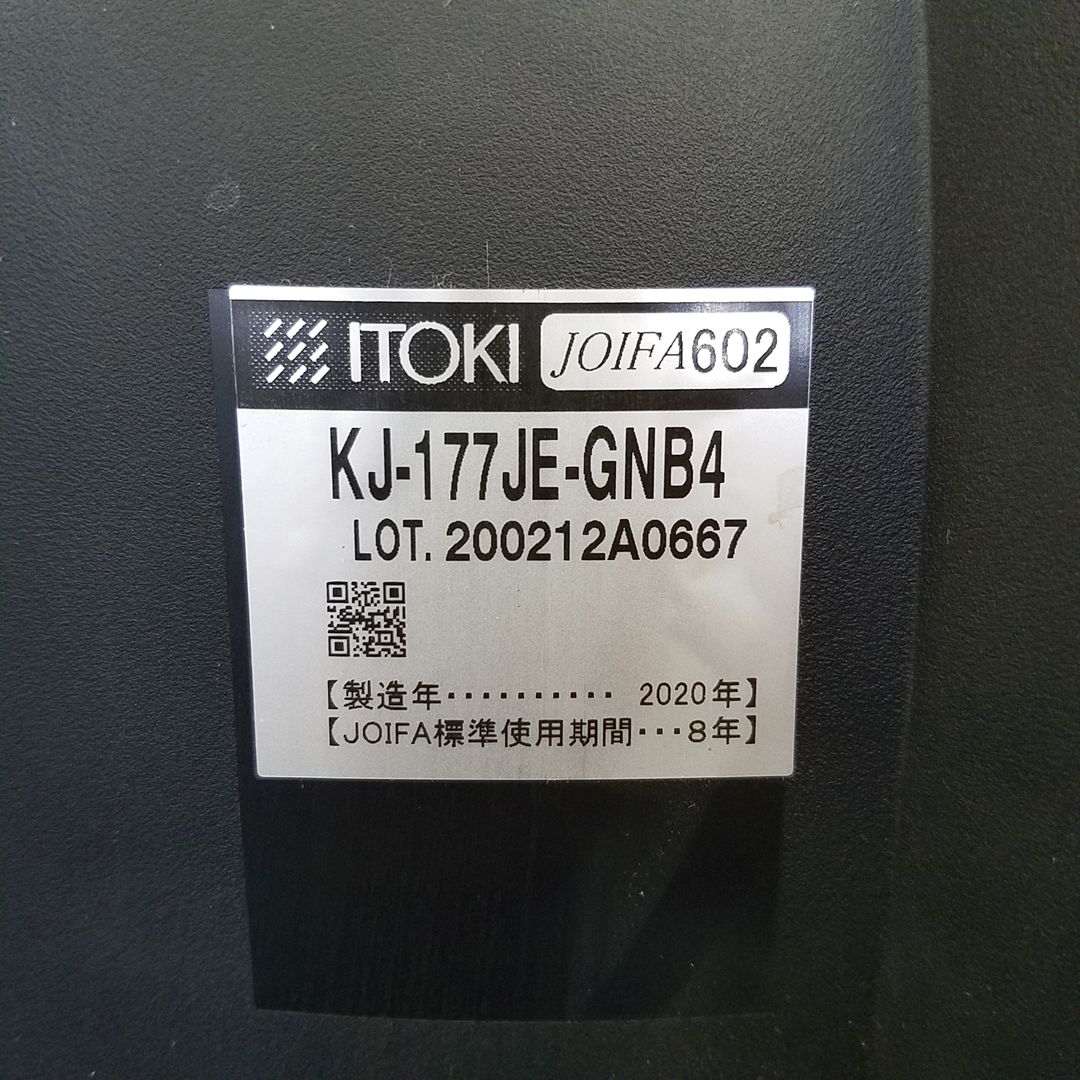 ITOKI JOIFA602
KJ-177JE-GNB4
LOT. 200212A0667
【製造年・・・・・・・・・・ 2020年】
【JOIFA標準使用期間・・・8年】